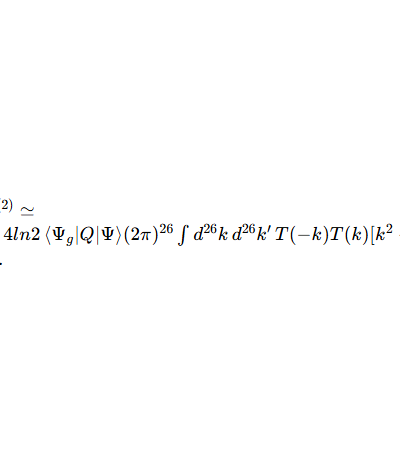 2) ≃
4ln2 ⟨Ψ_g|Q|Ψ⟩(2π)^26 ∫ d^26k d^26k′ T(−k)T(k)[k^2
.